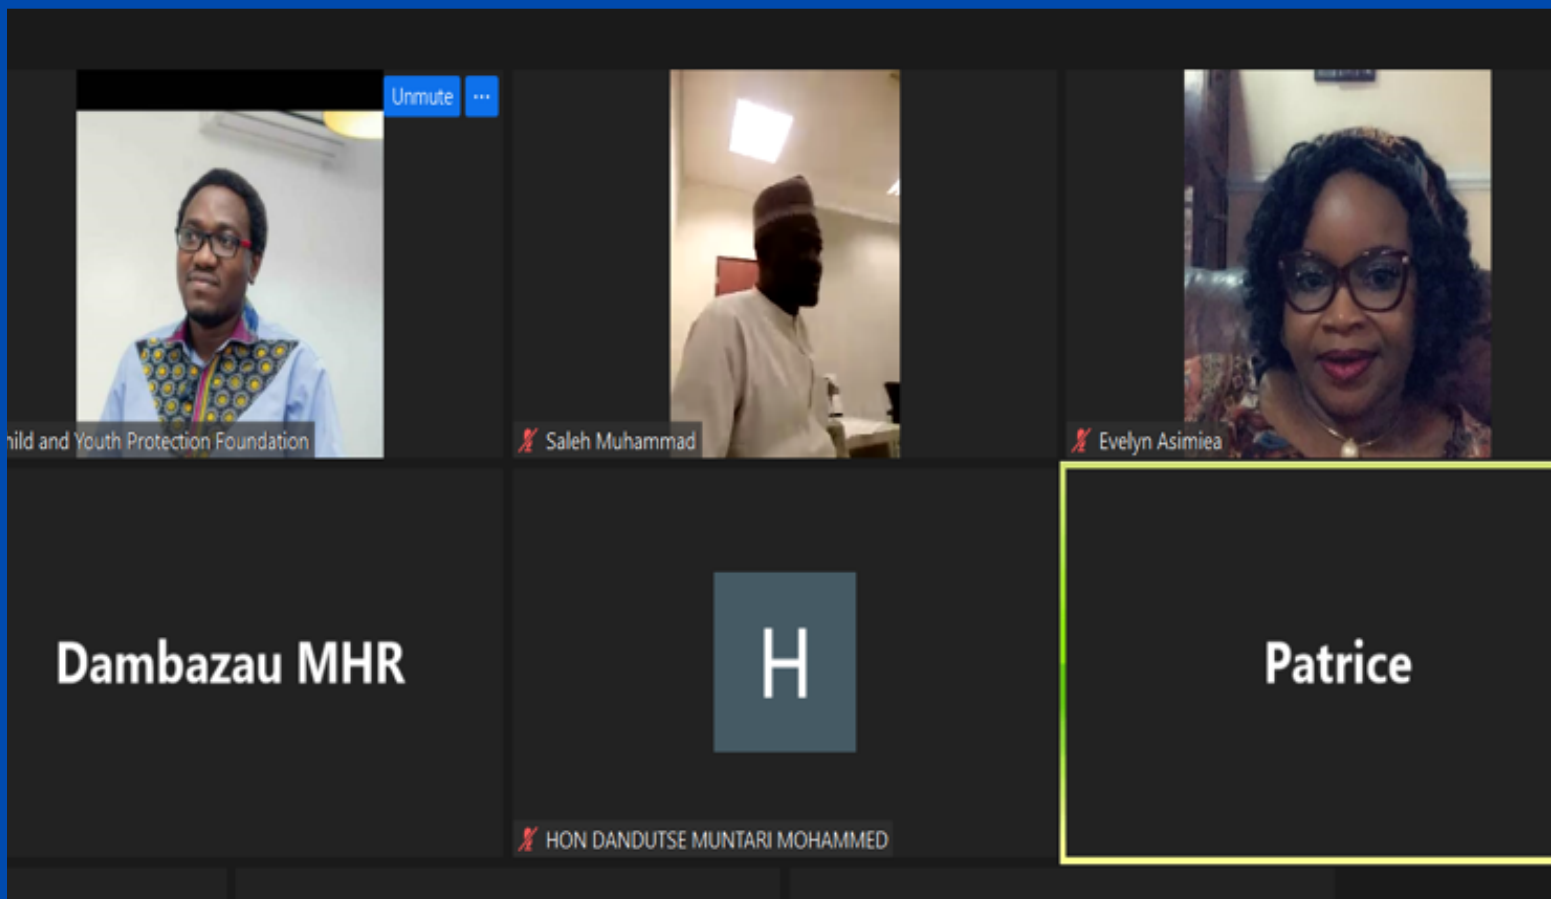 Unmute ...
hild and Youth Protection Foundation
Saleh Muhammad
Evelyn Asimiea
Dambazau MHR
H
HON DANDUTSE MUNTARI MOHAMMED
Patrice